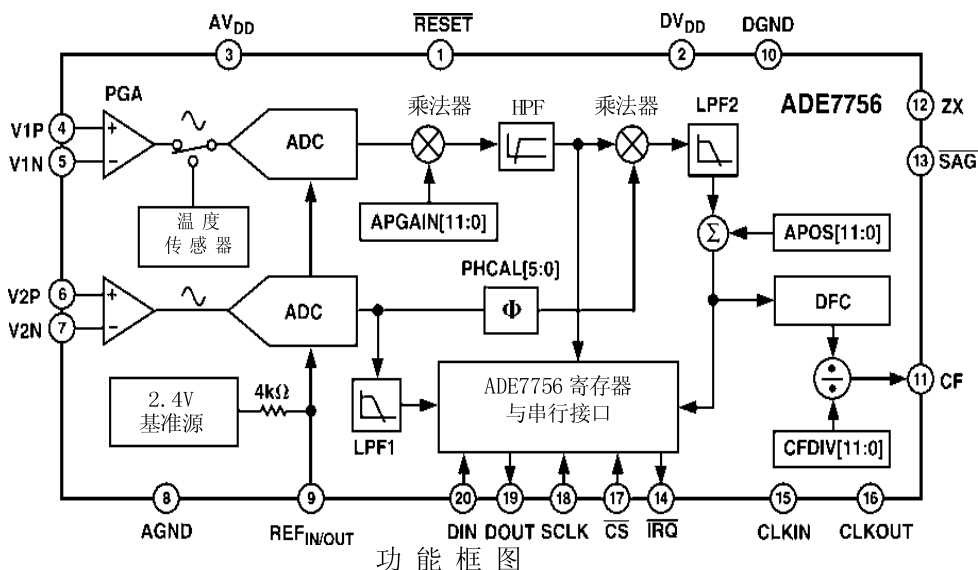 AVDD
RESET
DVDD
DGND
3
1
2
10
PGA
乘法器
HPF
乘法器
LPF2
ADE7756
12
ZX
V1P
4
+
ADC
V1N
5
−
13
SAG
温 度
传 感 器
APGAIN[11:0]
Σ
APOS[11:0]
PHCAL[5:0]
V2P
6
+
ADC
Φ
DFC
V2N
7
−
2.4V
基准源
4kΩ
LPF1
ADE7756 寄存器
与串行接口
÷
11
CF
CFDIV[11:0]
8
9
20
19
18
17
14
15
16
AGND
REFIN/OUT
DIN
DOUT
SCLK
CS
IRQ
CLKIN
CLKOUT
功 能 框 图